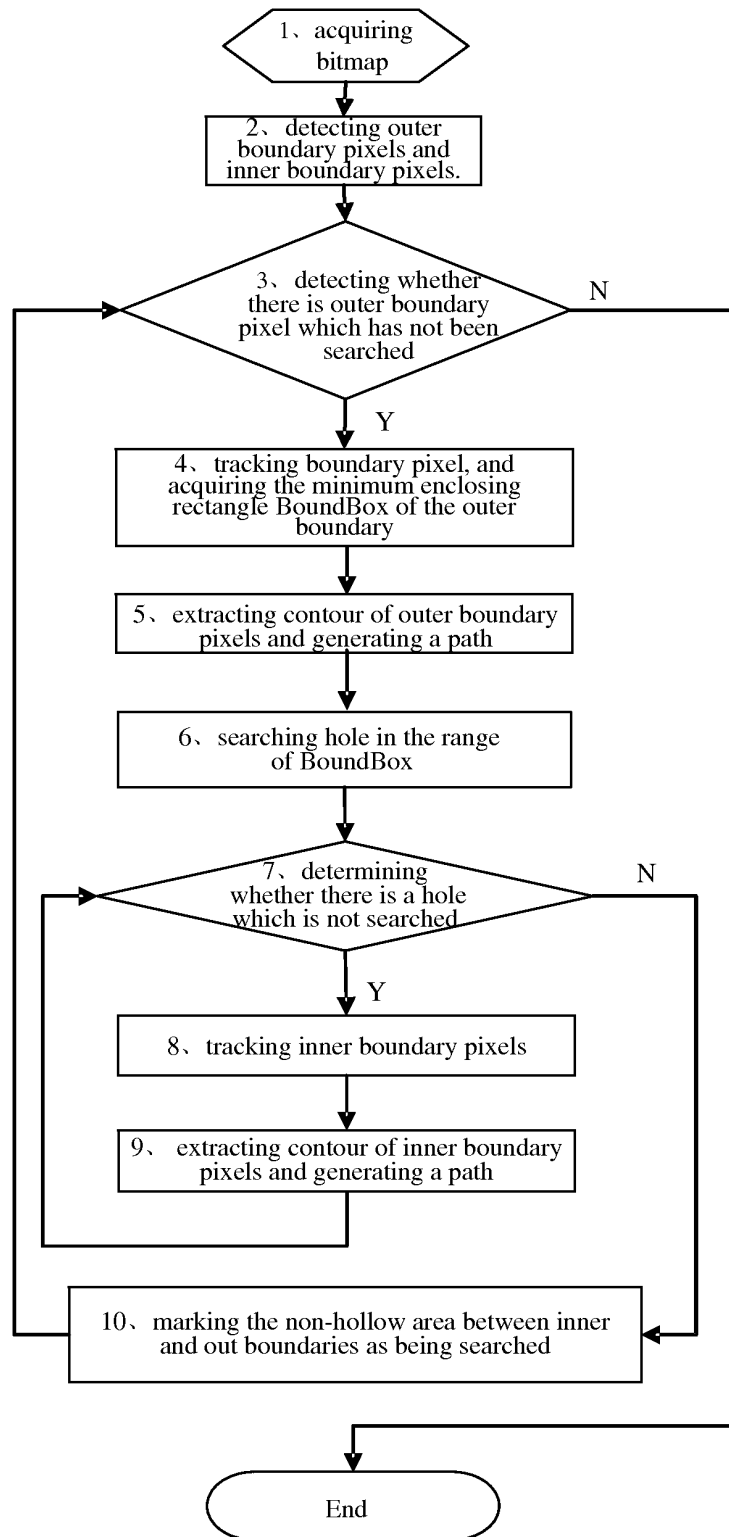 1、acquiring
bitmap
2、detecting outer
boundary pixels and
inner boundary pixels.
3、detecting whether
there is outer boundary
pixel which has not been
searched
N
Y
4、tracking boundary pixel, and
acquiring the minimum enclosing
rectangle BoundBox of the outer
boundary
5、extracting contour of outer boundary
pixels and generating a path
6、searching hole in the range
of BoundBox
7、determining
whether there is a hole
which is not searched
N
Y
8、tracking inner boundary pixels
9、 extracting contour of inner boundary
pixels and generating a path
10、marking the non-hollow area between inner
and out boundaries as being searched
End